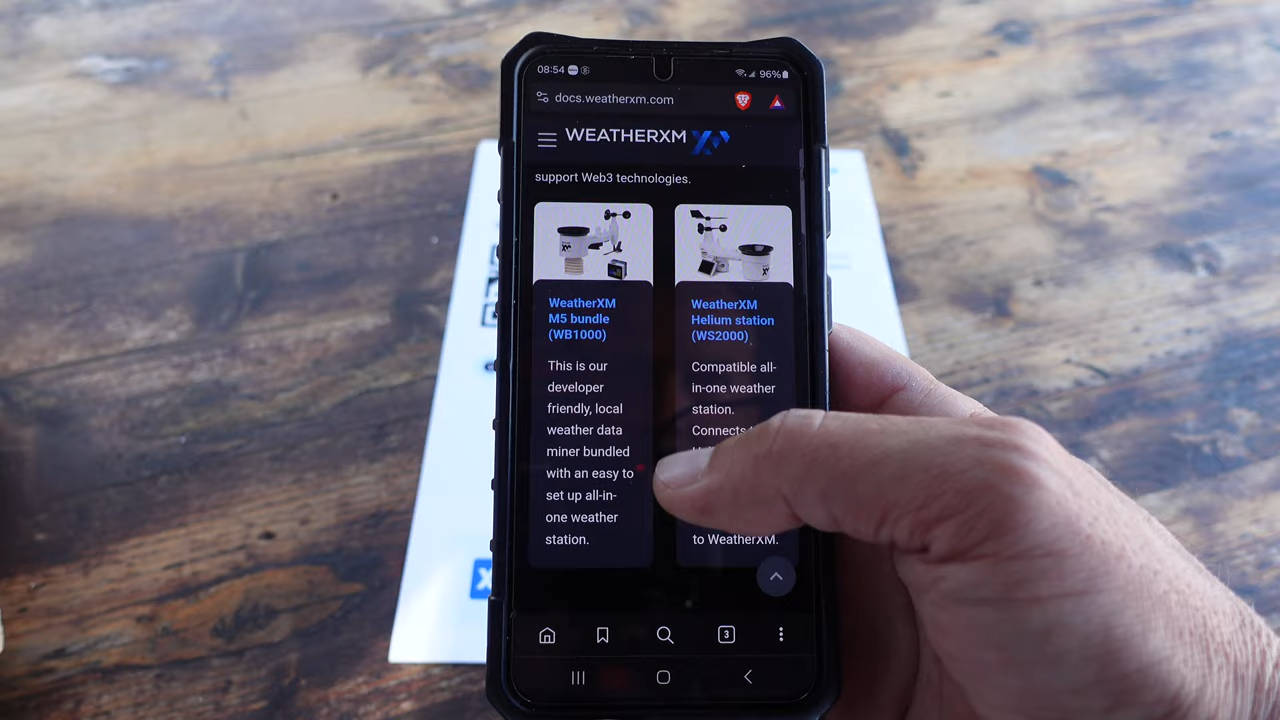 08:54 96%
docs.weatherxm.com
WEATHERXM
support Web3 technologies.
WeatherXM
M5 bundle
(WB1000)
This is our
developer
friendly, local
weather data
miner bundled
with an easy to
set up all-in-
one weather
station.
WeatherXM
Helium station
(WS2000)
Compatible all-
in-one weather
station.
Connects
to WeatherXM.
3